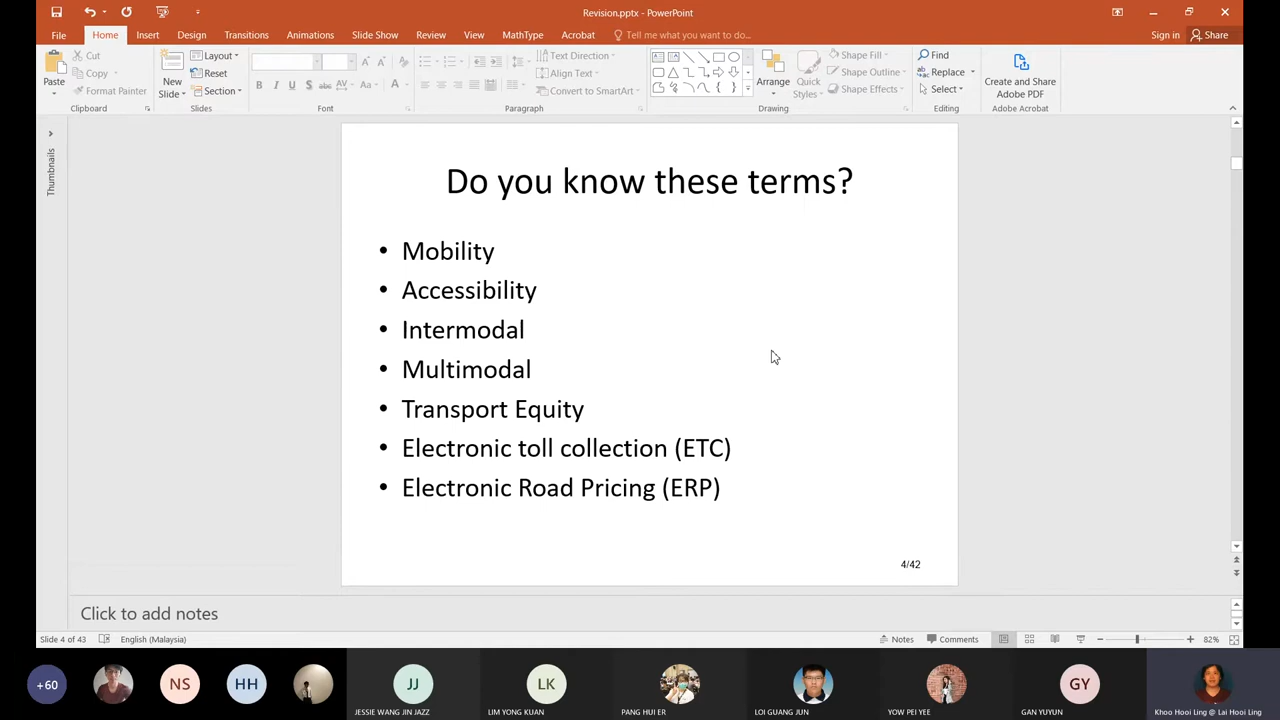 Revision.pptx - PowerPoint
File Home Insert Design Transitions Animations Slide Show Review View MathType Acrobat Tell me what you want to do... Sign in Share
Paste Cut Copy Format Painter Clipboard
New Slide Layout Reset Section Slides
Font
Text Direction Align Text Convert to SmartArt Paragraph
Arrange Quick Styles Shape Fill Shape Outline Shape Effects Drawing
Find Replace Select Editing
Create and Share Adobe PDF Adobe Acrobat
Thumbnails
Do you know these terms?
• Mobility
• Accessibility
• Intermodal
• Multimodal
• Transport Equity
• Electronic toll collection (ETC)
• Electronic Road Pricing (ERP)
4/42
Click to add notes
Slide 4 of 43 English (Malaysia) Notes Comments 82%
+60 NS HH JJ LK GY
JESSIE WANG JIN JAZZ LIM YONG KUAN PANG HUI ER LOI GUANG JUN YOW PEI YEE GAN YUYUN Khoo Hooi Ling @ Lai Hooi Ling